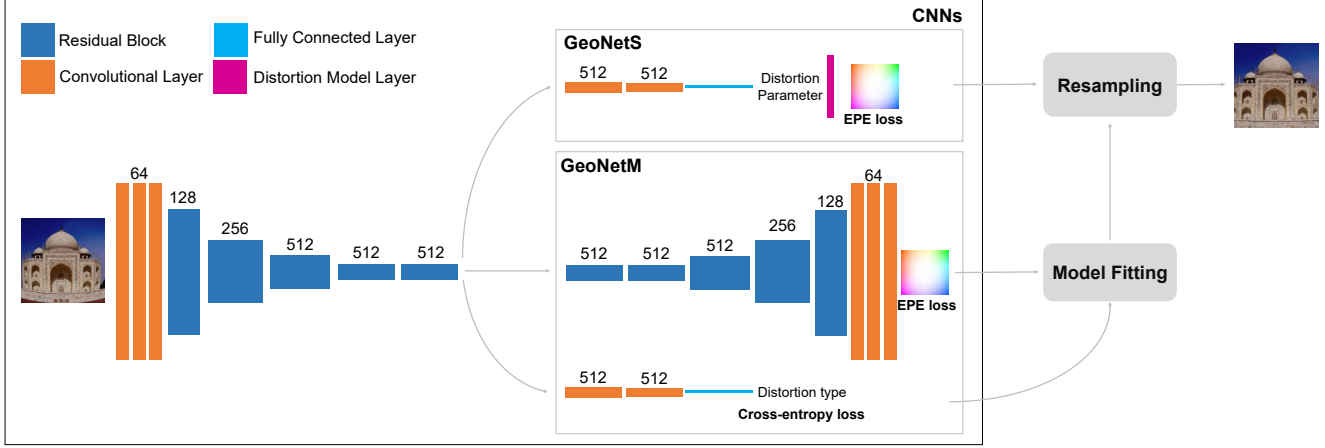 CNNs
Residual Block
Fully Connected Layer
Convolutional Layer
Distortion Model Layer
GeoNetS
512
512
Distortion
Parameter
EPE loss
Resampling
64
128
256
512
512
512
GeoNetM
512
512
512
256
128
64
EPE loss
Model Fitting
512
512
Distortion type
Cross-entropy loss